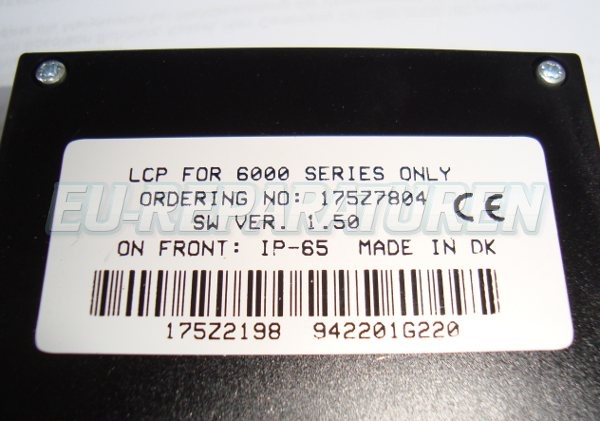 LCP FOR 6000 SERIES ONLY
ORDERING NO: 175Z7804
EU-REPARATUREN
SW VER. 1.50
CE
ON FRONT: IP-65 MADE IN DK
175Z2198 942201G220